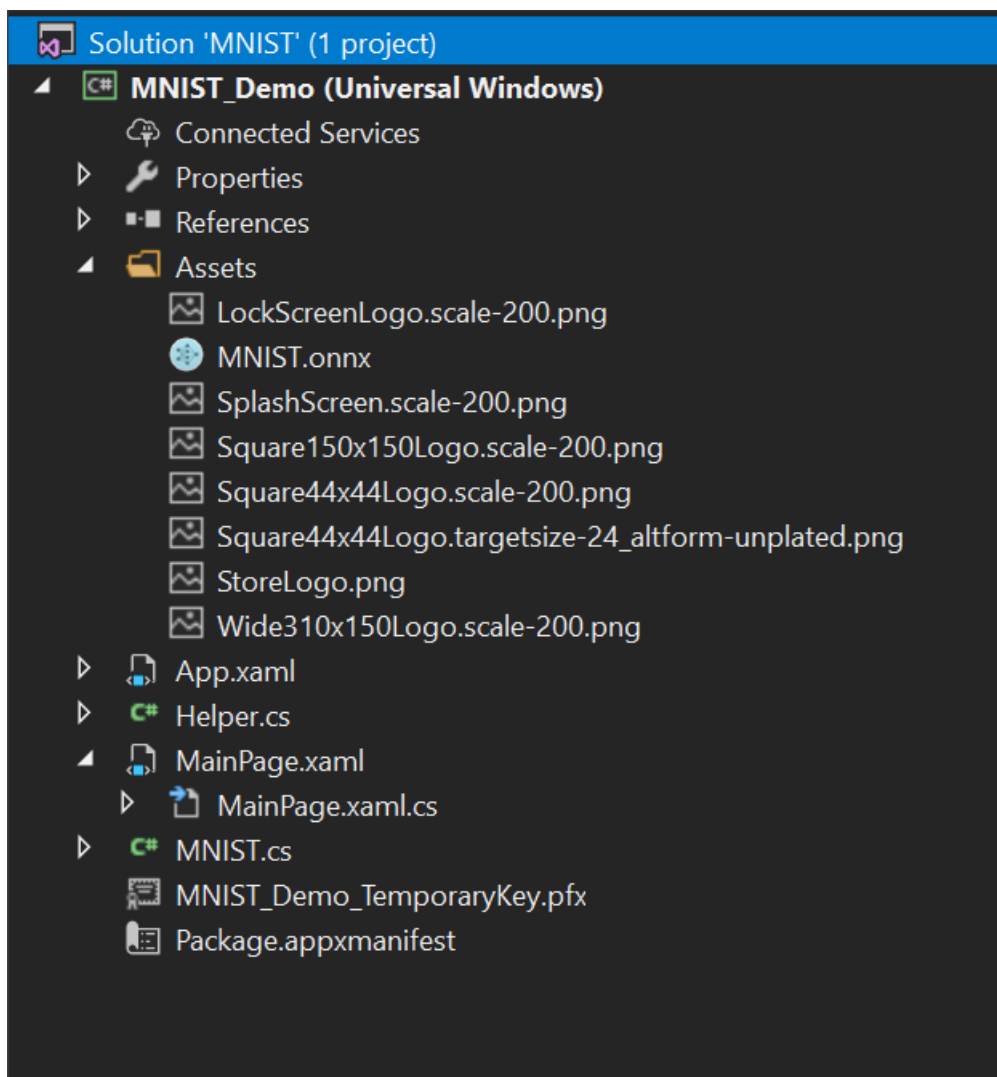 Solution 'MNIST' (1 project)
C# MNIST_Demo (Universal Windows)
Connected Services
Properties
References
Assets
LockScreenLogo.scale-200.png
MNIST.onnx
SplashScreen.scale-200.png
Square150x150Logo.scale-200.png
Square44x44Logo.scale-200.png
Square44x44Logo.targetsize-24_altform-unplated.png
StoreLogo.png
Wide310x150Logo.scale-200.png
App.xaml
C# Helper.cs
MainPage.xaml
MainPage.xaml.cs
C# MNIST.cs
MNIST_Demo_TemporaryKey.pfx
Package.appxmanifest